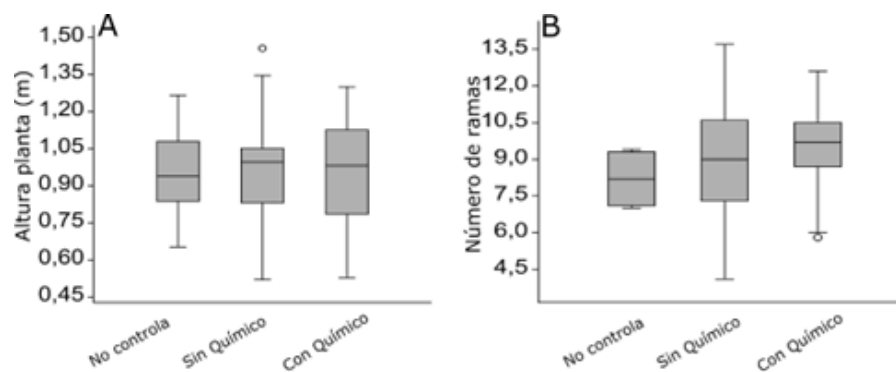 A
Altura planta (m)
1,50
1,35
1,20
1,05
0,90
0,75
0,60
0,45
No controla
Sin Químico
Con Químico
B
Número de ramas
13,5
12,0
10,5
9,0
7,5
6,0
4,5
No controla
Sin Químico
Con Químico